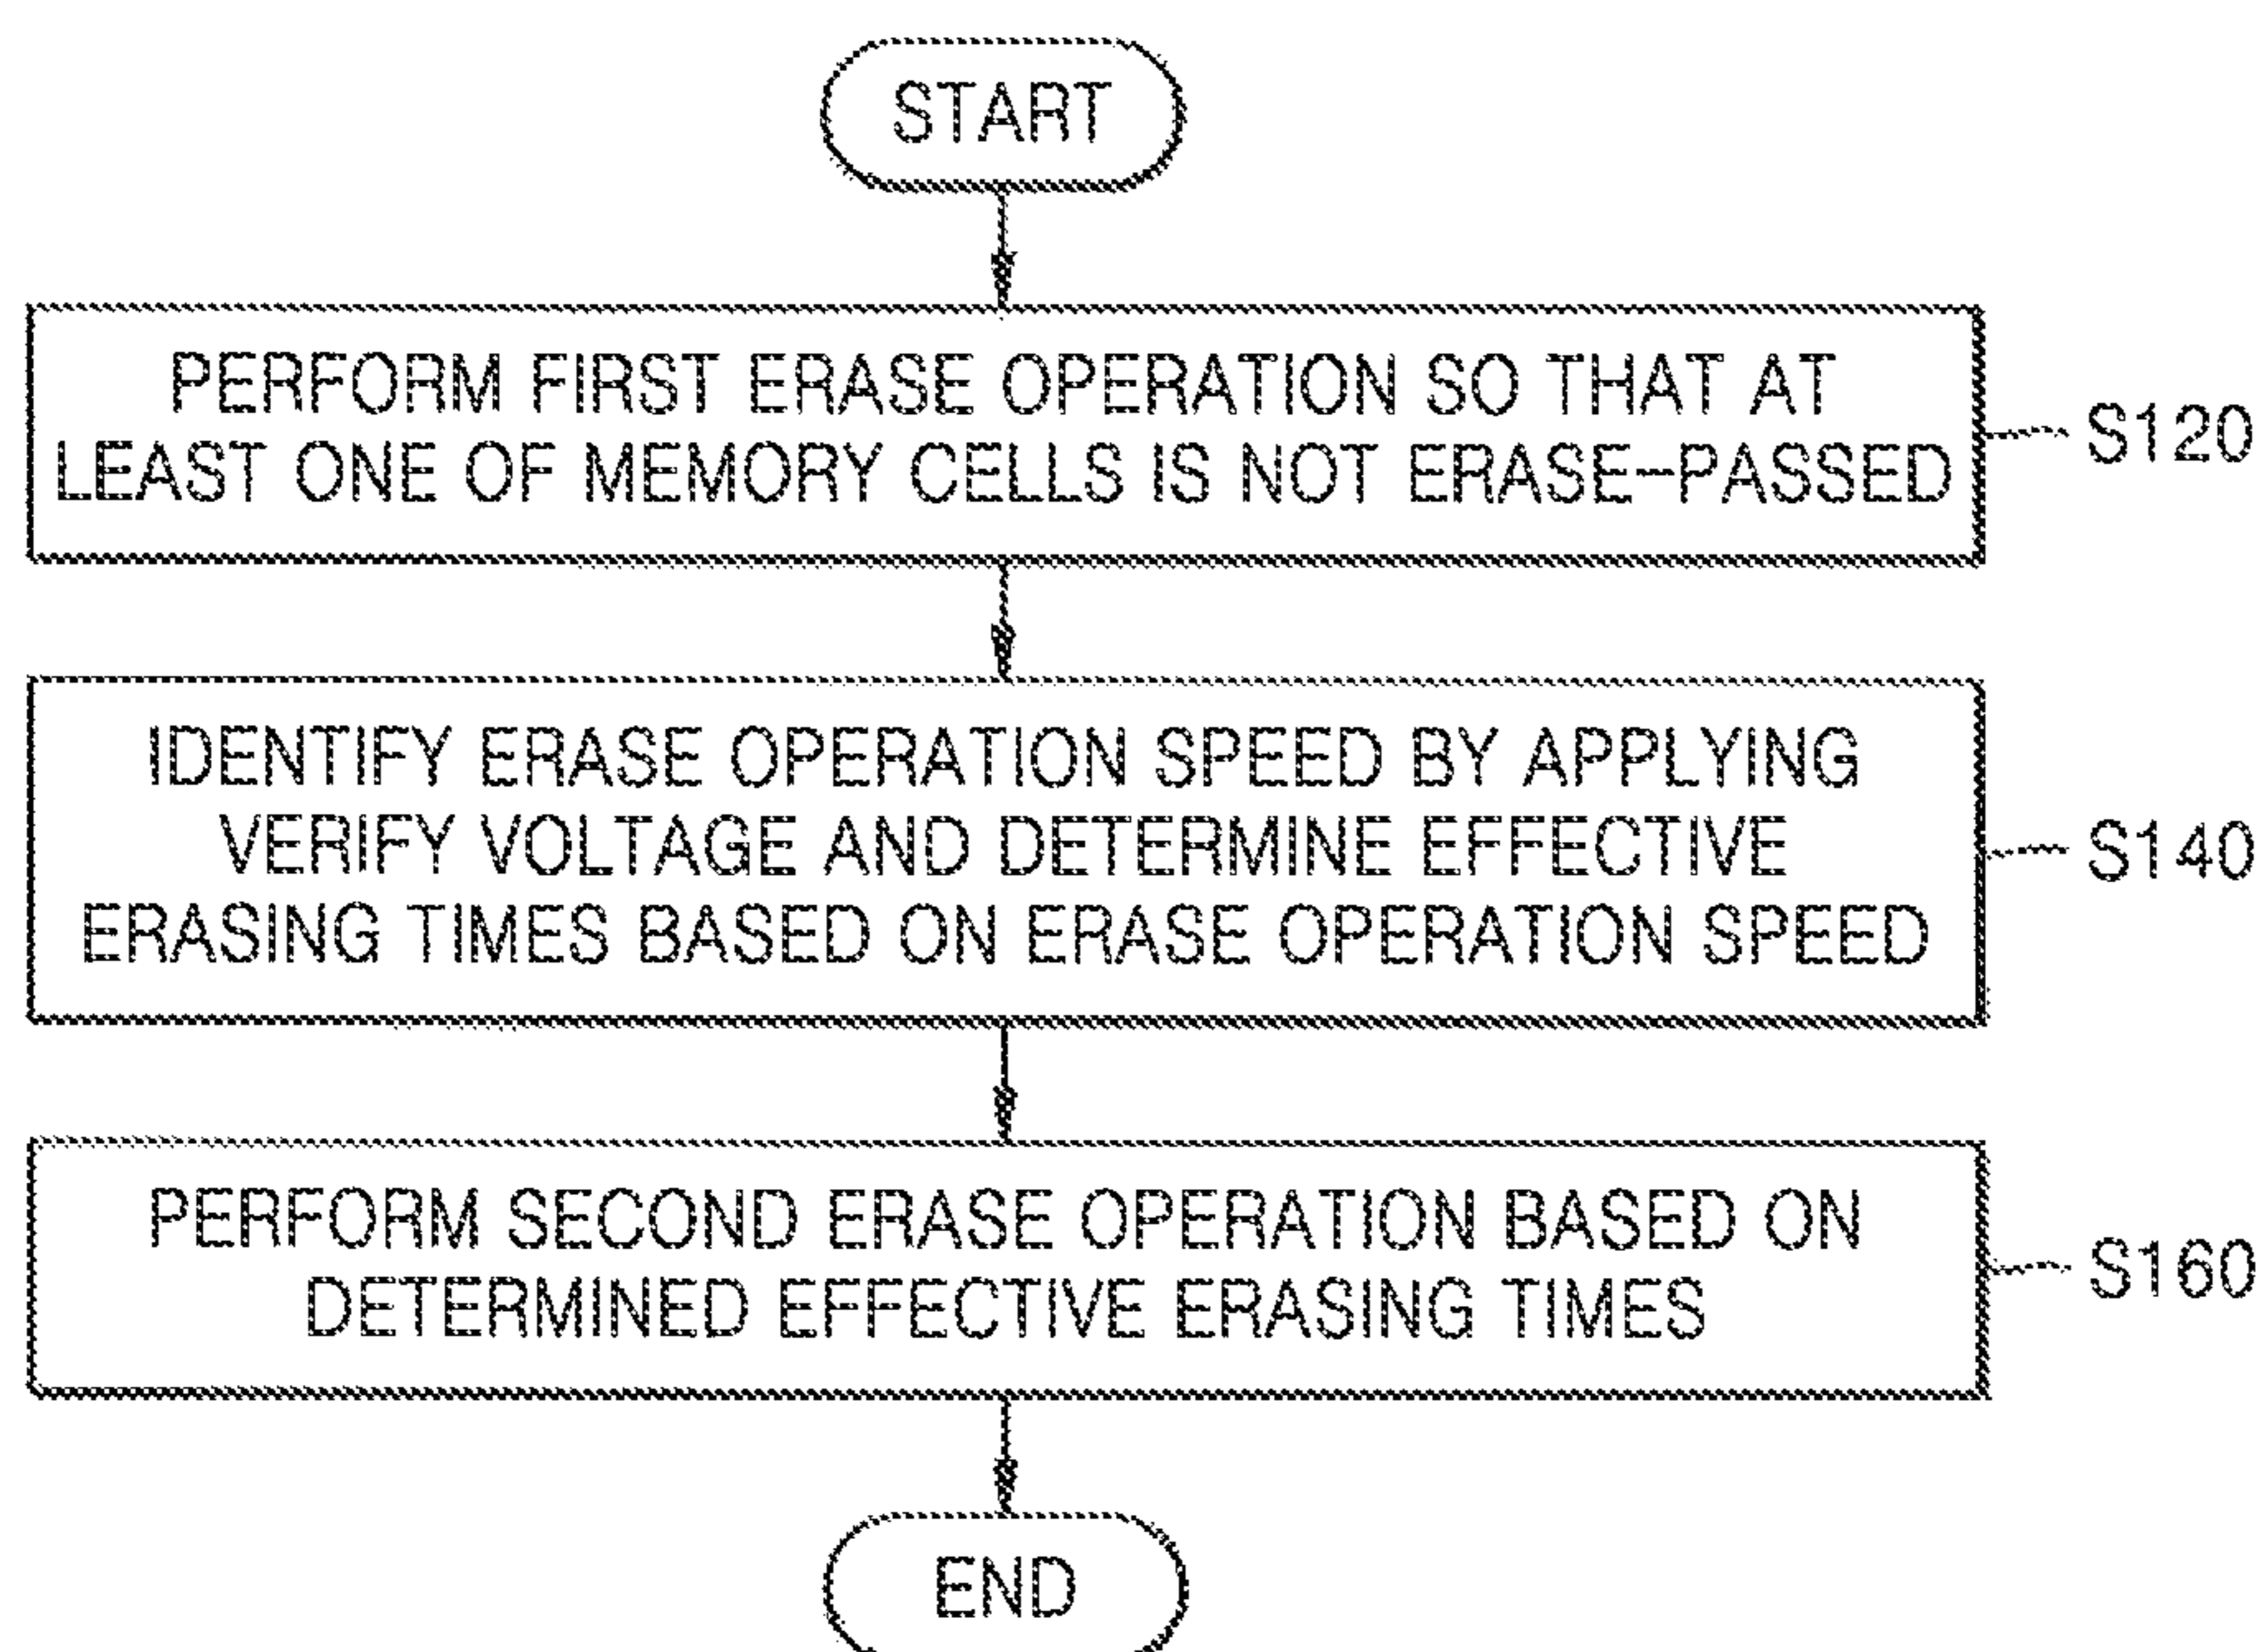 START
PERFORM FIRST ERASE OPERATION SO THAT AT
LEAST ONE OF MEMORY CELLS IS NOT ERASE-PASSED
S120
IDENTIFY ERASE OPERATION SPEED BY APPLYING
VERIFY VOLTAGE AND DETERMINE EFFECTIVE
ERASING TIMES BASED ON ERASE OPERATION SPEED
S140
PERFORM SECOND ERASE OPERATION BASED ON
DETERMINED EFFECTIVE ERASING TIMES
S160
END